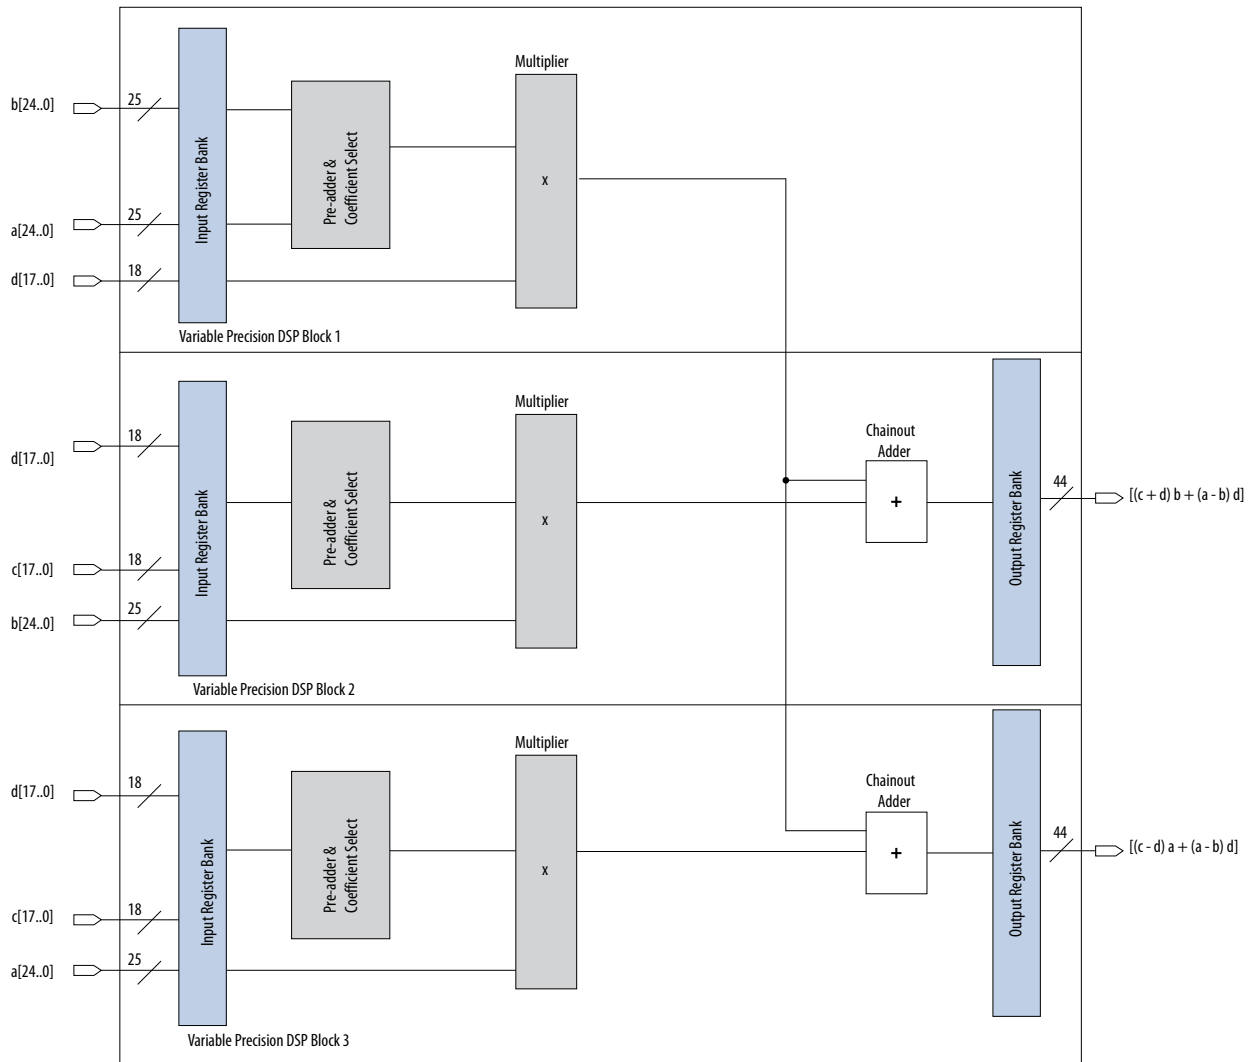 Multiplier
b[24..0]
25
Input Register Bank
Pre-adder &
Coefficient Select
x
a[24..0]
25
d[17..0]
18
Variable Precision DSP Block 1
Multiplier
d[17..0]
18
Input Register Bank
Pre-adder &
Coefficient Select
x
Chainout
Adder
+
Output Register Bank
44
[(c + d) b + (a - b) d]
c[17..0]
18
b[24..0]
25
Variable Precision DSP Block 2
Multiplier
d[17..0]
18
Input Register Bank
Pre-adder &
Coefficient Select
x
Chainout
Adder
+
Output Register Bank
44
[(c - d) a + (a - b) d]
c[17..0]
18
a[24..0]
25
Variable Precision DSP Block 3